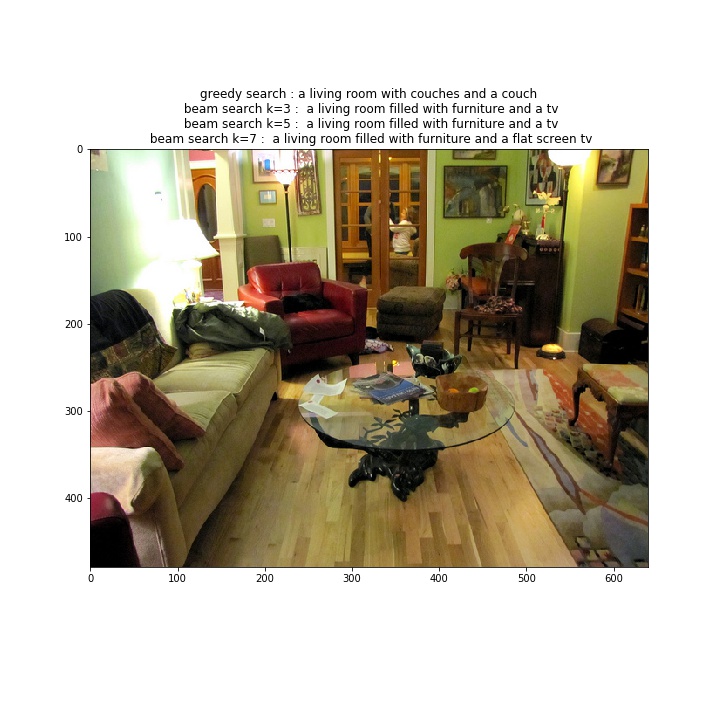 greedy search : a living room with couches and a couch
beam search k=3 :  a living room filled with furniture and a tv
beam search k=5 :  a living room filled with furniture and a tv
beam search k=7 :  a living room filled with furniture and a flat screen tv
0
100
200
300
400
0 100 200 300 400 500 600